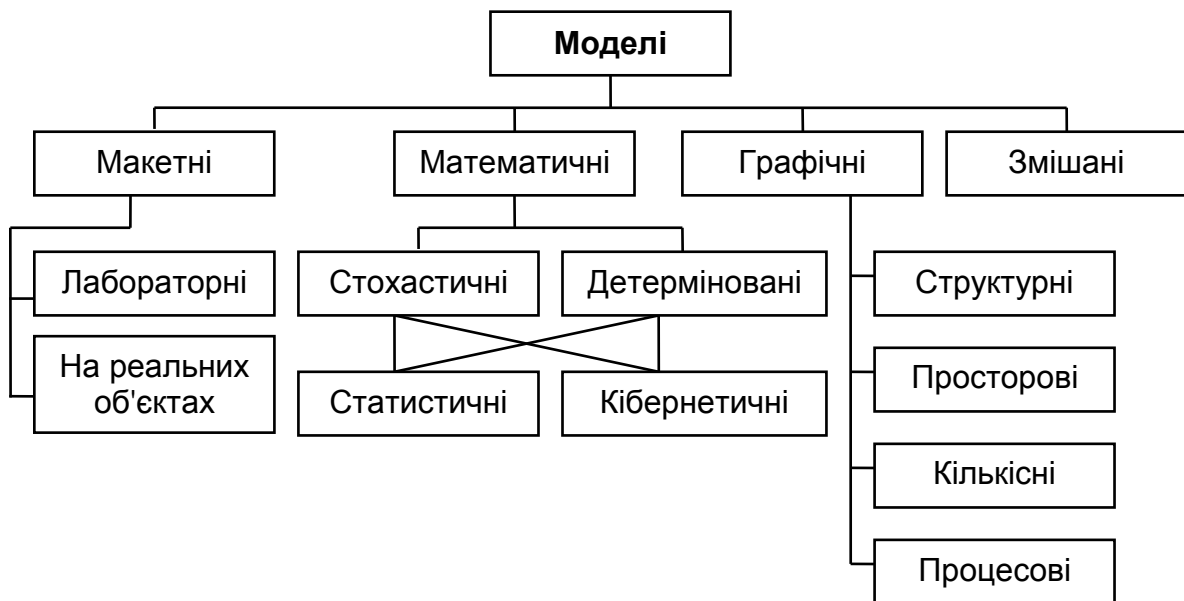 Моделі
Макетні
Математичні
Графічні
Змішані
Лабораторні
Стохастичні
Детерміновані
Структурні
На реальних
об'єктах
Статистичні
Кібернетичні
Просторові
Кількісні
Процесові